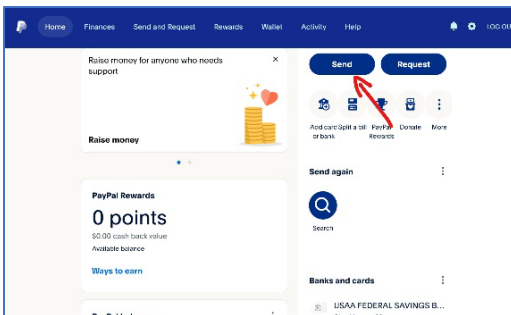 Home Finances Send and Request Rewards Wallet Activity Help LOG OU
Raise money for anyone who needs
support
×
Raise money
Send Request
Add card Split a bill PayPal Donate More
or bank Rewards
Send again
Search
PayPal Rewards
0 points
$0.00 cash back value
Available balance
Ways to earn
Banks and cards
USAA FEDERAL SAVINGS B...